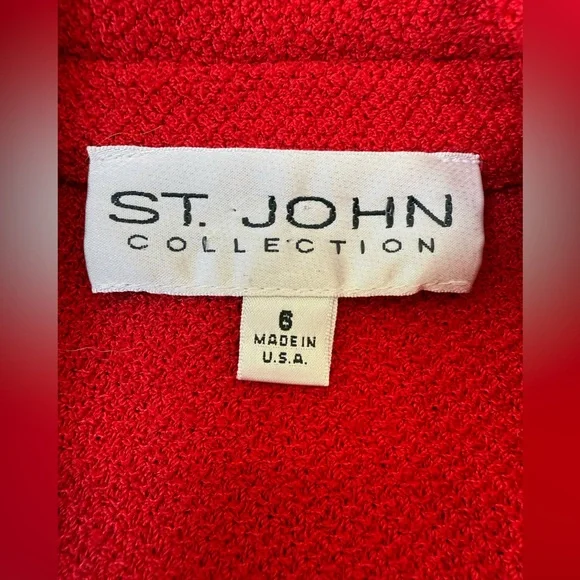 ST. JOHN
COLLECTION
6
MADE IN
U.S.A.